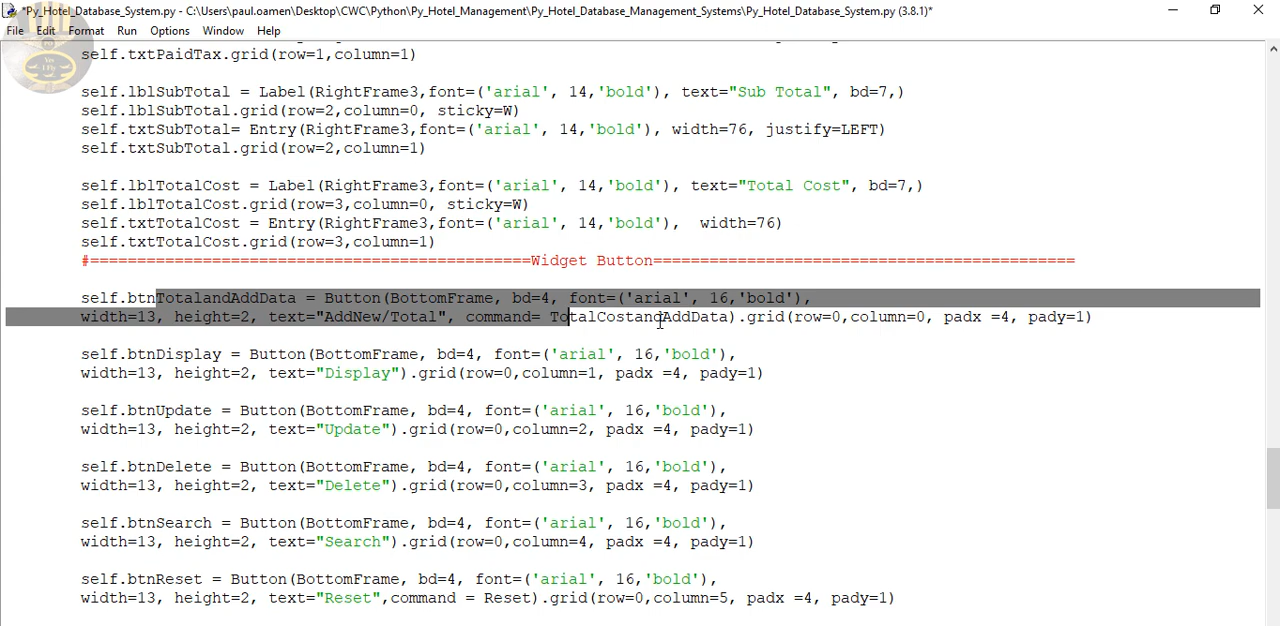 *Py_Hotel_Database_System.py - C:\Users\paul.oamen\Desktop\CWC\Python\Py_Hotel_Management\Py_Hotel_Database_Management_Systems\Py_Hotel_Database_System.py (3.8.1)*
File Edit Format Run Options Window Help
self.txtPaidTax.grid(row=1,column=1)
self.lblSubTotal = Label(RightFrame3,font=('arial', 14,'bold'), text="Sub Total", bd=7,)
self.lblSubTotal.grid(row=2,column=0, sticky=W)
self.txtSubTotal= Entry(RightFrame3,font=('arial', 14,'bold'), width=76, justify=LEFT)
self.txtSubTotal.grid(row=2,column=1)
self.lblTotalCost = Label(RightFrame3,font=('arial', 14,'bold'), text="Total Cost", bd=7,)
self.lblTotalCost.grid(row=3,column=0, sticky=W)
self.txtTotalCost = Entry(RightFrame3,font=('arial', 14,'bold'),  width=76)
self.txtTotalCost.grid(row=3,column=1)
#===============================================Widget Button=============================================
self.btnTotalandAddData = Button(BottomFrame, bd=4, font=('arial', 16,'bold'),
width=13, height=2, text="AddNew/Total", command= TotalCostandAddData).grid(row=0,column=0, padx =4, pady=1)
self.btnDisplay = Button(BottomFrame, bd=4, font=('arial', 16,'bold'),
width=13, height=2, text="Display").grid(row=0,column=1, padx =4, pady=1)
self.btnUpdate = Button(BottomFrame, bd=4, font=('arial', 16,'bold'),
width=13, height=2, text="Update").grid(row=0,column=2, padx =4, pady=1)
self.btnDelete = Button(BottomFrame, bd=4, font=('arial', 16,'bold'),
width=13, height=2, text="Delete").grid(row=0,column=3, padx =4, pady=1)
self.btnSearch = Button(BottomFrame, bd=4, font=('arial', 16,'bold'),
width=13, height=2, text="Search").grid(row=0,column=4, padx =4, pady=1)
self.btnReset = Button(BottomFrame, bd=4, font=('arial', 16,'bold'),
width=13, height=2, text="Reset",command = Reset).grid(row=0,column=5, padx =4, pady=1)